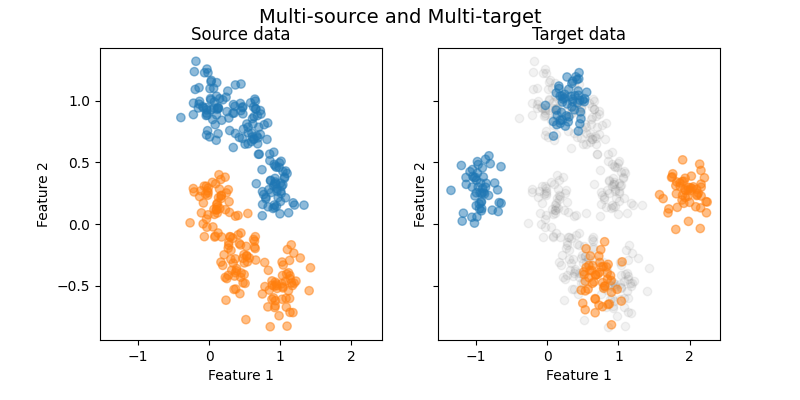 Multi-source and Multi-target
Source data
Target data
1.0
0.5
0.0
−0.5
Feature 2
−1
0
1
2
Feature 1
Feature 2
−1
0
1
2
Feature 1